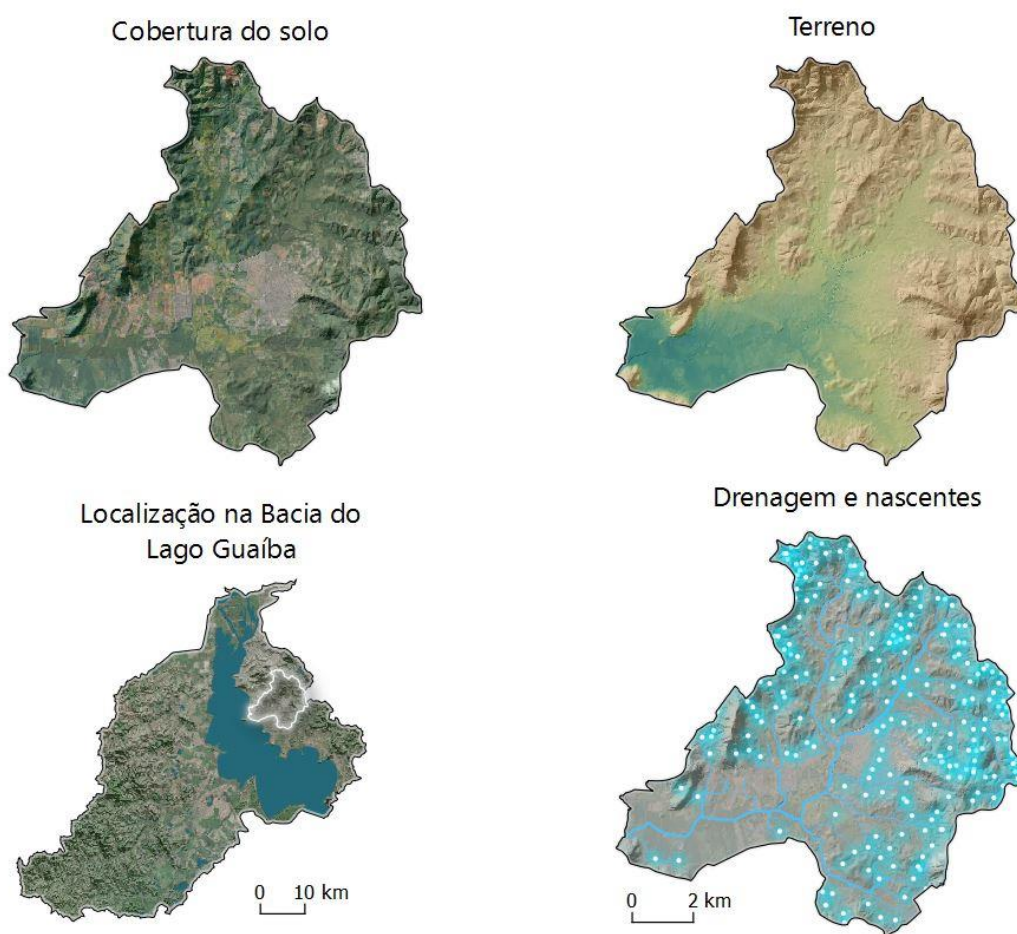 Cobertura do solo
Terreno
Localização na Bacia do
Lago Guaíba
Drenagem e nascentes
0 10 km
0 2 km